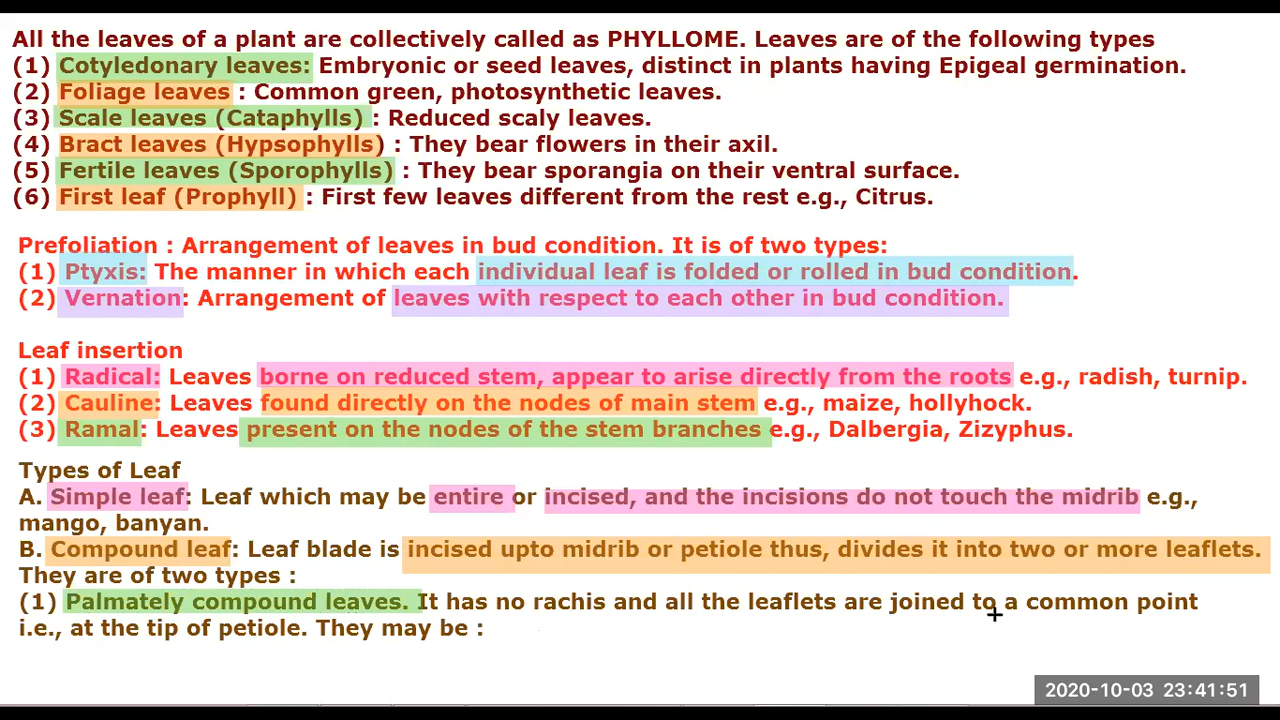 All the leaves of a plant are collectively called as PHYLLOME. Leaves are of the following types
(1) Cotyledonary leaves: Embryonic or seed leaves, distinct in plants having Epigeal germination.
(2) Foliage leaves : Common green, photosynthetic leaves.
(3) Scale leaves (Cataphylls) : Reduced scaly leaves.
(4) Bract leaves (Hypsophylls) : They bear flowers in their axil.
(5) Fertile leaves (Sporophylls) : They bear sporangia on their ventral surface.
(6) First leaf (Prophyll) : First few leaves different from the rest e.g., Citrus.
Prefoliation : Arrangement of leaves in bud condition. It is of two types:
(1) Ptyxis: The manner in which each individual leaf is folded or rolled in bud condition.
(2) Vernation: Arrangement of leaves with respect to each other in bud condition.
Leaf insertion
(1) Radical: Leaves borne on reduced stem, appear to arise directly from the roots e.g., radish, turnip.
(2) Cauline: Leaves found directly on the nodes of main stem e.g., maize, hollyhock.
(3) Ramal: Leaves present on the nodes of the stem branches e.g., Dalbergia, Zizyphus.
Types of Leaf
A. Simple leaf: Leaf which may be entire or incised, and the incisions do not touch the midrib e.g.,
mango, banyan.
B. Compound leaf: Leaf blade is incised upto midrib or petiole thus, divides it into two or more leaflets.
They are of two types :
(1) Palmately compound leaves. It has no rachis and all the leaflets are joined to a common point
i.e., at the tip of petiole. They may be :
2020-10-03 23:41:51